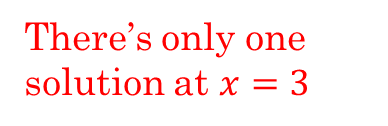 There’s only one
solution at x = 3